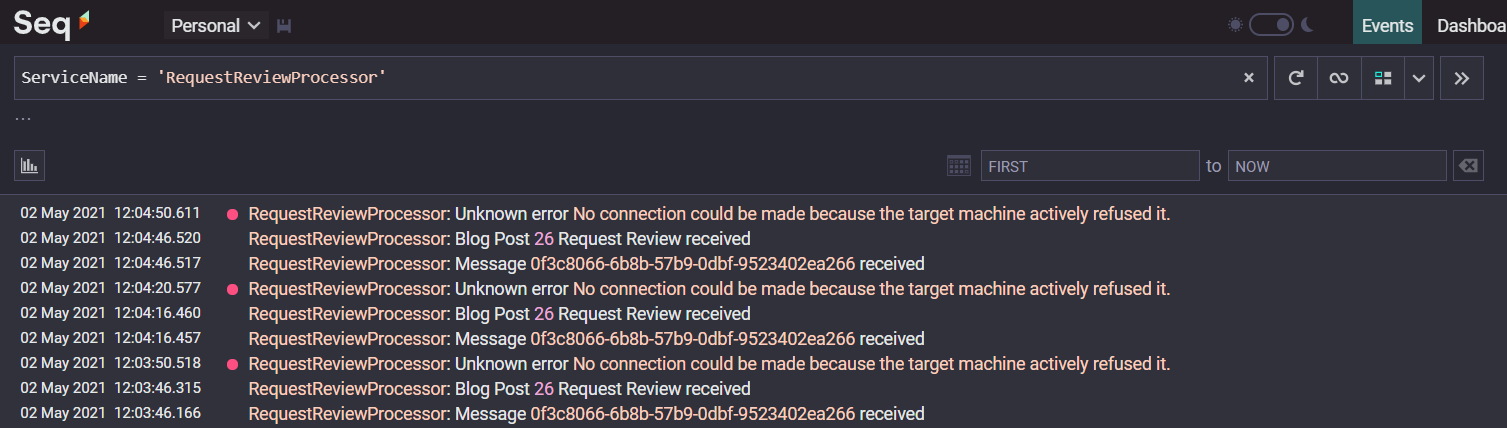 Seq Personal Events Dashboa
ServiceName = 'RequestReviewProcessor'
...
FIRST to NOW
02 May 2021 12:04:50.611 RequestReviewProcessor: Unknown error No connection could be made because the target machine actively refused it.
02 May 2021 12:04:46.520 RequestReviewProcessor: Blog Post 26 Request Review received
02 May 2021 12:04:46.517 RequestReviewProcessor: Message 0f3c8066-6b8b-57b9-0dbf-9523402ea266 received
02 May 2021 12:04:20.577 RequestReviewProcessor: Unknown error No connection could be made because the target machine actively refused it.
02 May 2021 12:04:16.460 RequestReviewProcessor: Blog Post 26 Request Review received
02 May 2021 12:04:16.457 RequestReviewProcessor: Message 0f3c8066-6b8b-57b9-0dbf-9523402ea266 received
02 May 2021 12:03:50.518 RequestReviewProcessor: Unknown error No connection could be made because the target machine actively refused it.
02 May 2021 12:03:46.315 RequestReviewProcessor: Blog Post 26 Request Review received
02 May 2021 12:03:46.166 RequestReviewProcessor: Message 0f3c8066-6b8b-57b9-0dbf-9523402ea266 received